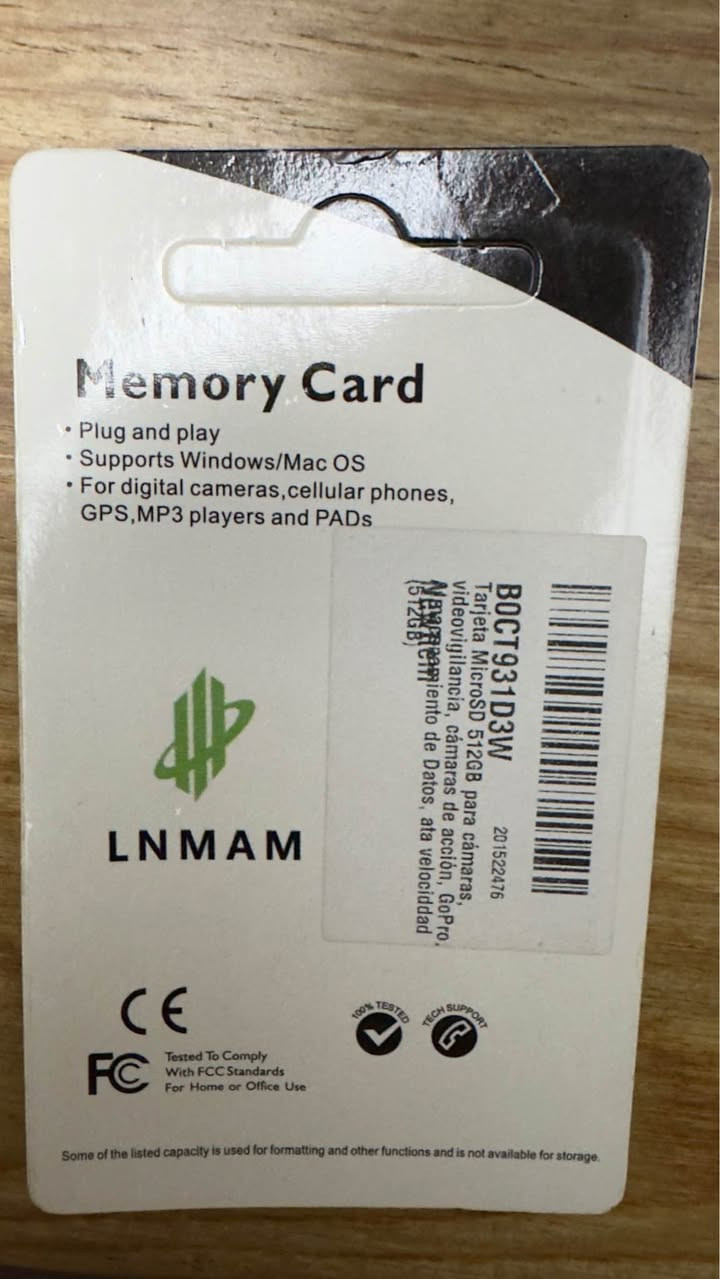 Memory Card
• Plug and play
• Supports Windows/Mac OS
• For digital cameras,cellular phones,
GPS,MP3 players and PADs
B0CT931D3W
201522476
Tarjeta MicroSD 512GB para cámaras,
videovigilancia, cámaras de acción, GoPro,
de Datos, ata velociddad
(512GB)
LNMAM
CE
100% TESTED
TECH SUPPORT
FC
Tested To Comply
With FCC Standards
For Home or Office Use
Some of the listed capacity is used for formatting and other functions and is not available for storage.